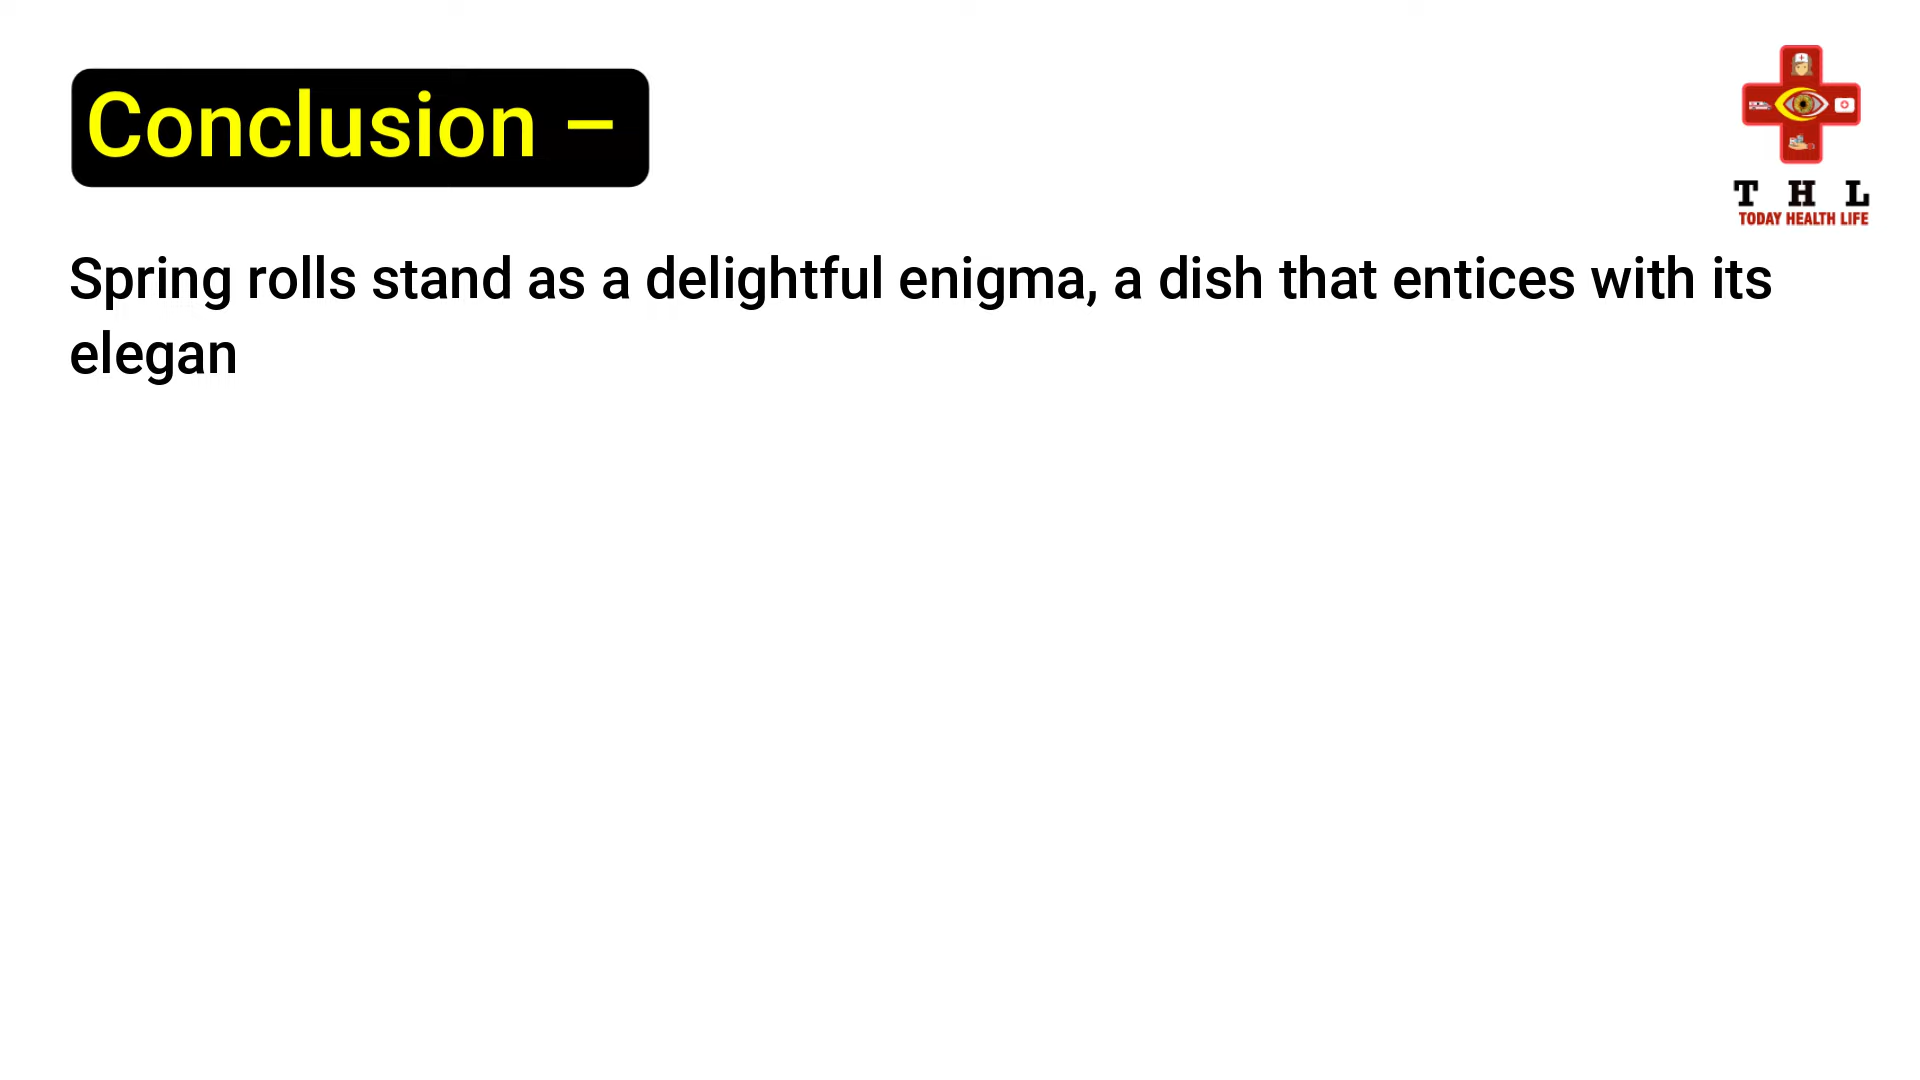 Conclusion –
T H L
TODAY HEALTH LIFE
Spring rolls stand as a delightful enigma, a dish that entices with its
elegan